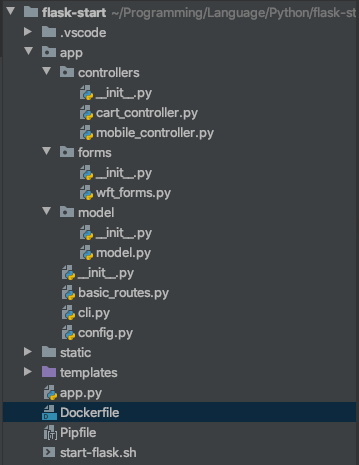 flask-start ~/Programming/Language/Python/flask-st
.vscode
app
controllers
__init__.py
cart_controller.py
mobile_controller.py
forms
__init__.py
wft_forms.py
model
__init__.py
model.py
__init__.py
basic_routes.py
cli.py
config.py
static
templates
app.py
Dockerfile
Pipfile
start-flask.sh